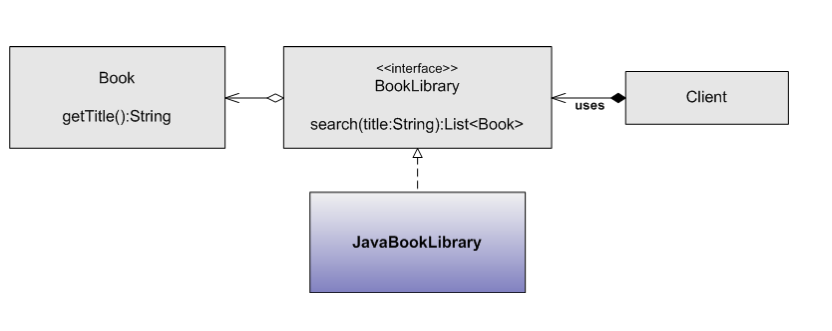 Book
getTitle():String
<<interface>>
BookLibrary
search(title:String):List<Book>
uses
Client
JavaBookLibrary